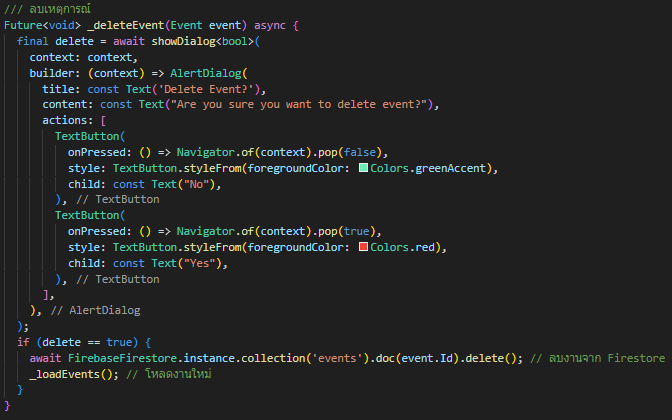 /// ลบเหตุการณ์
Future<void> _deleteEvent(Event event) async {
  final delete = await showDialog<bool>(
    context: context,
    builder: (context) => AlertDialog(
      title: const Text('Delete Event?'),
      content: const Text("Are you sure you want to delete event?"),
      actions: [
        TextButton(
          onPressed: () => Navigator.of(context).pop(false),
          style: TextButton.styleFrom(foregroundColor: Colors.greenAccent),
          child: const Text("No"),
        ), // TextButton
        TextButton(
          onPressed: () => Navigator.of(context).pop(true),
          style: TextButton.styleFrom(foregroundColor: Colors.red),
          child: const Text("Yes"),
        ), // TextButton
      ],
    ), // AlertDialog
  );
  if (delete == true) {
    await FirebaseFirestore.instance.collection('events').doc(event.Id).delete(); // ลบงานจาก Firestore
    _loadEvents(); // โหลดงานใหม่
  }
}